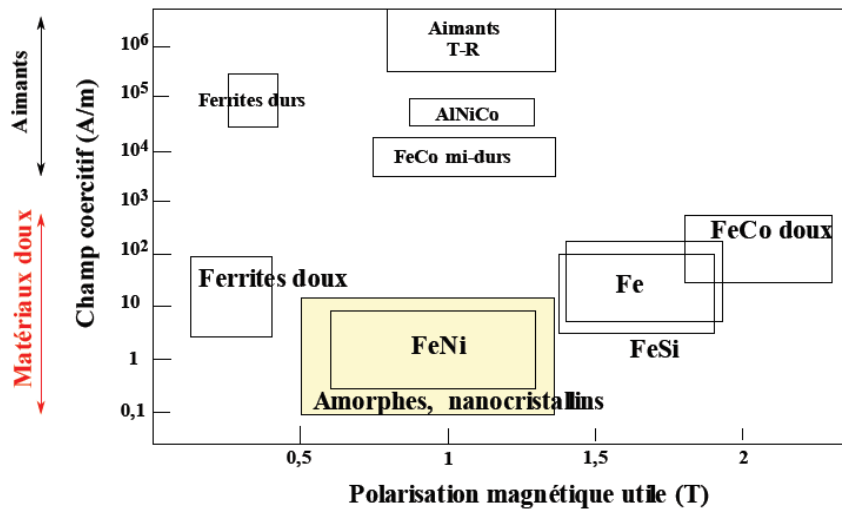 Aimants
Matériaux doux
Champ coercitif (A/m)
10⁶
10⁵
10⁴
10³
10²
10
1
0,1
Aimants
T-R
Ferrites durs
AlNiCo
FeCo mi-durs
FeCo doux
Ferrites doux
Fe
FeNi
FeSi
Amorphes, nanocristallins
0,5
1
1,5
2
Polarisation magnétique utile (T)